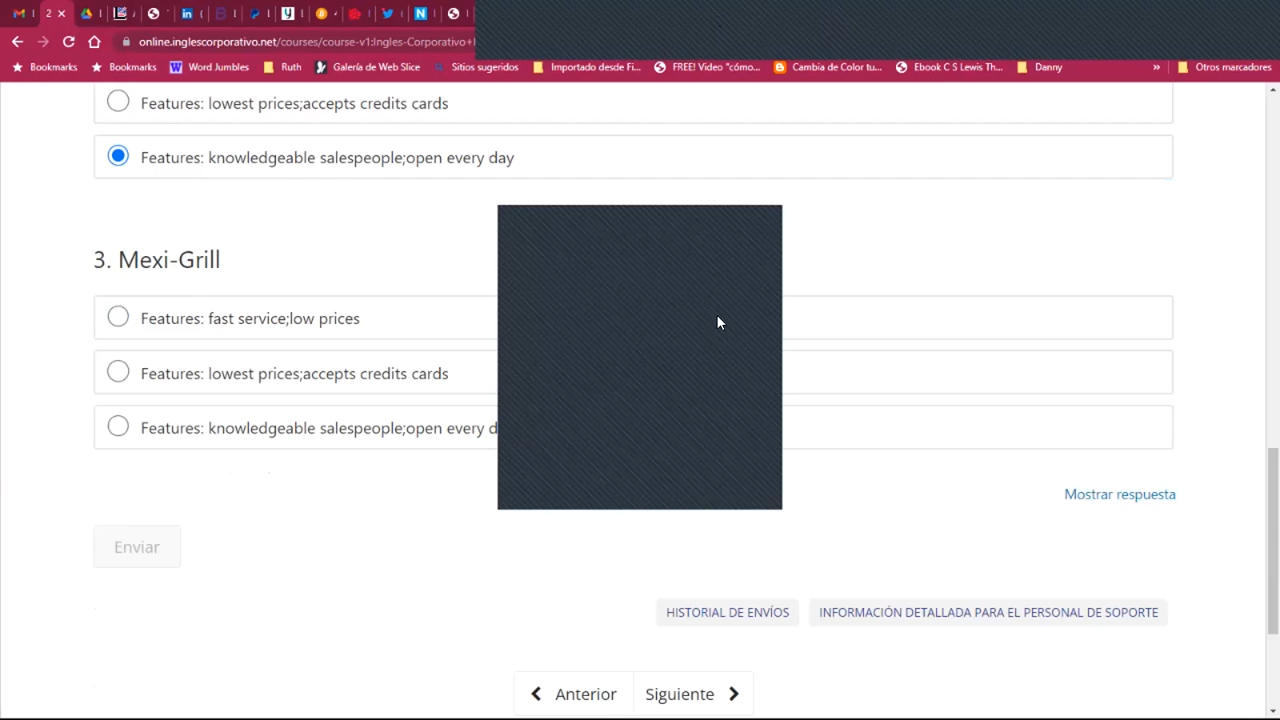 2
online.inglescorporativo.net/courses/course-v1:Ingles-Corporativo+
Bookmarks Bookmarks Word Jumbles Ruth Galería de Web Slice Sitios sugeridos Importado desde Fi... FREE! Video "cómo... Cambia de Color tu... Ebook C S Lewis Th... Danny » Otros marcadores
Features: lowest prices;accepts credits cards
Features: knowledgeable salespeople;open every day
3. Mexi-Grill
Features: fast service;low prices
Features: lowest prices;accepts credits cards
Features: knowledgeable salespeople;open every
Mostrar respuesta
Enviar
HISTORIAL DE ENVÍOS INFORMACIÓN DETALLADA PARA EL PERSONAL DE SOPORTE
Anterior Siguiente